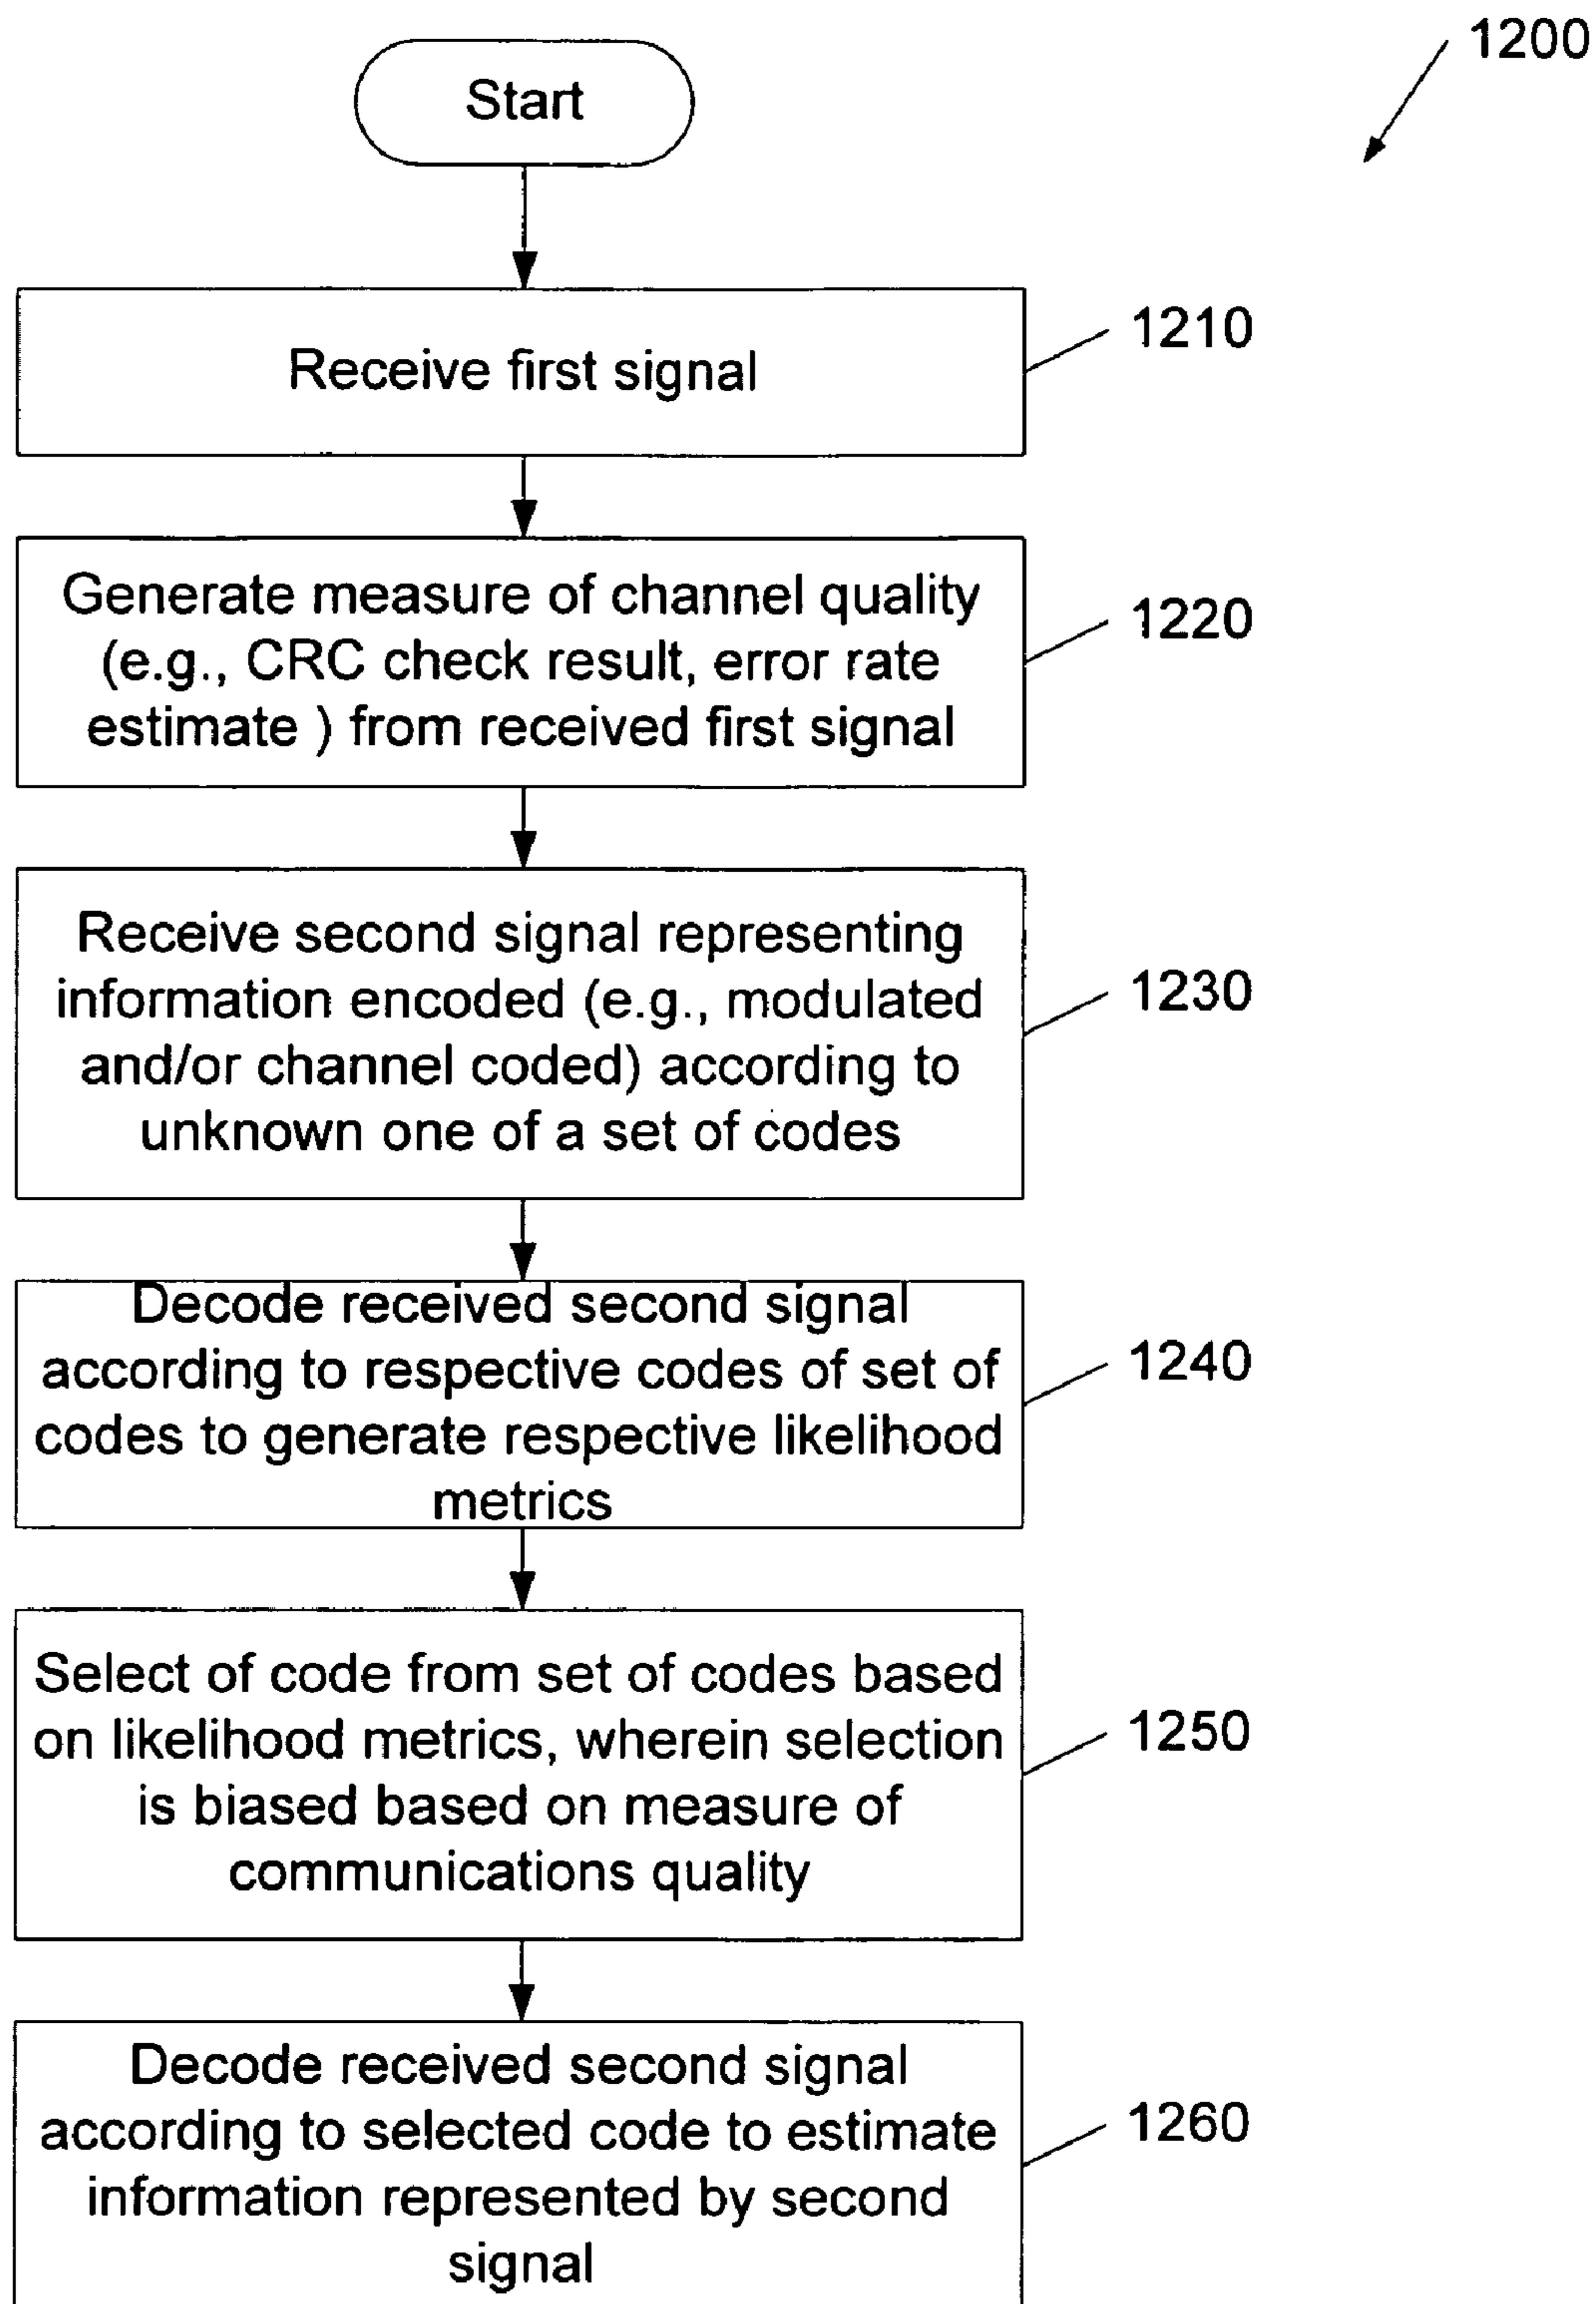 1200
Start
Receive first signal
1210
Generate measure of channel quality
(e.g., CRC check result, error rate
estimate ) from received first signal
1220
Receive second signal representing
information encoded (e.g., modulated
and/or channel coded) according to
unknown one of a set of codes
1230
Decode received second signal
according to respective codes of set of
codes to generate respective likelihood
metrics
1240
Select of code from set of codes based
on likelihood metrics, wherein selection
is biased based on measure of
communications quality
1250
Decode received second signal
according to selected code to estimate
information represented by second
signal
1260